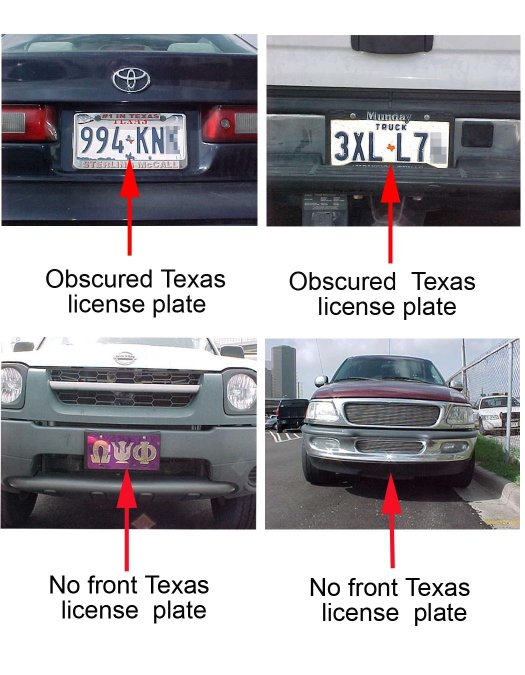 #1 IN TEXAS
TEXAS
994 KN
STERLING McCALL
Munday
TRUCK
3XL L7
Obscured Texas
license plate
Obscured Texas
license plate
ΩΨΦ
No front Texas
license plate
No front Texas
license plate